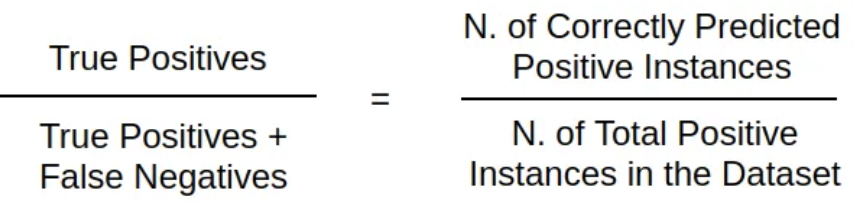 True Positives
True Positives +
False Negatives
=
N. of Correctly Predicted
Positive Instances
N. of Total Positive
Instances in the Dataset